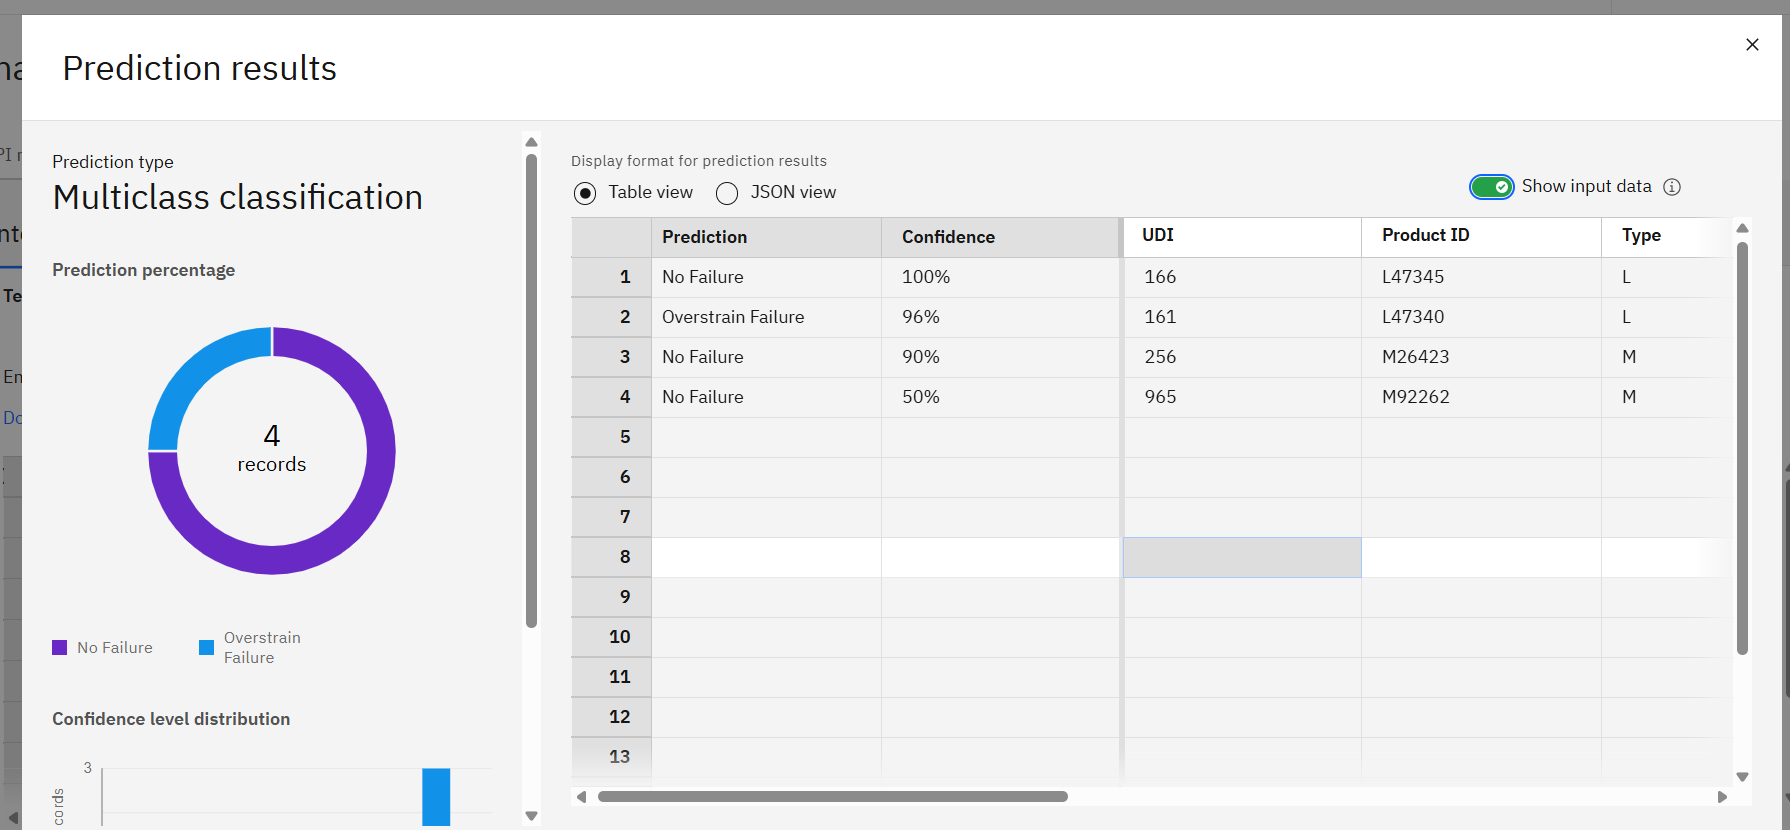 Prediction results
Prediction type
Multiclass classification
Prediction percentage
4
records
No Failure
Overstrain
Failure
Confidence level distribution
3
Display format for prediction results
Table view
JSON view
Show input data
Prediction Confidence UDI Product ID Type
1 No Failure 100% 166 L47345 L
2 Overstrain Failure 96% 161 L47340 L
3 No Failure 90% 256 M26423 M
4 No Failure 50% 965 M92262 M
5
6
7
8
9
10
11
12
13